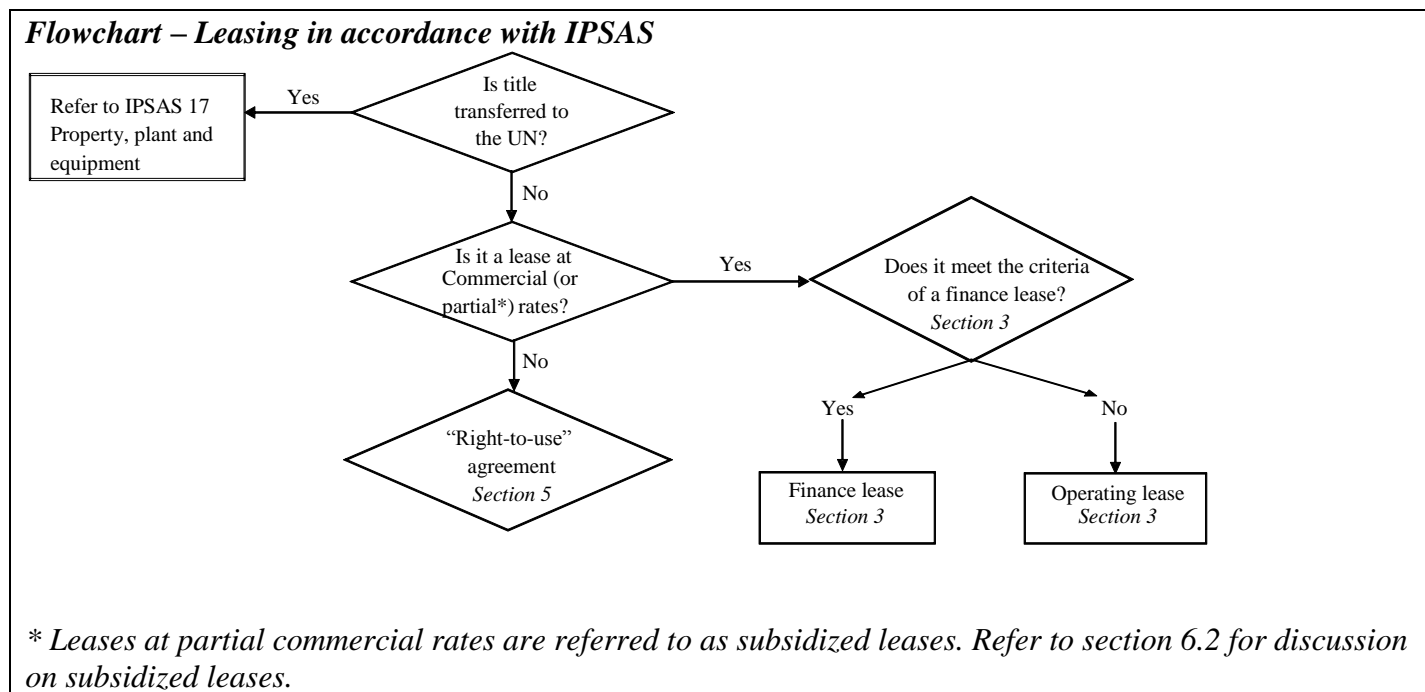 Flowchart – Leasing in accordance with IPSAS
Is title
transferred to
the UN?
Yes
Refer to IPSAS 17
Property, plant and
equipment
No
Is it a lease at
Commercial (or
partial*) rates?
Yes
Does it meet the criteria
of a finance lease?
Section 3
No
“Right-to-use”
agreement
Section 5
Yes
No
Finance lease
Section 3
Operating lease
Section 3
* Leases at partial commercial rates are referred to as subsidized leases. Refer to section 6.2 for discussion
on subsidized leases.